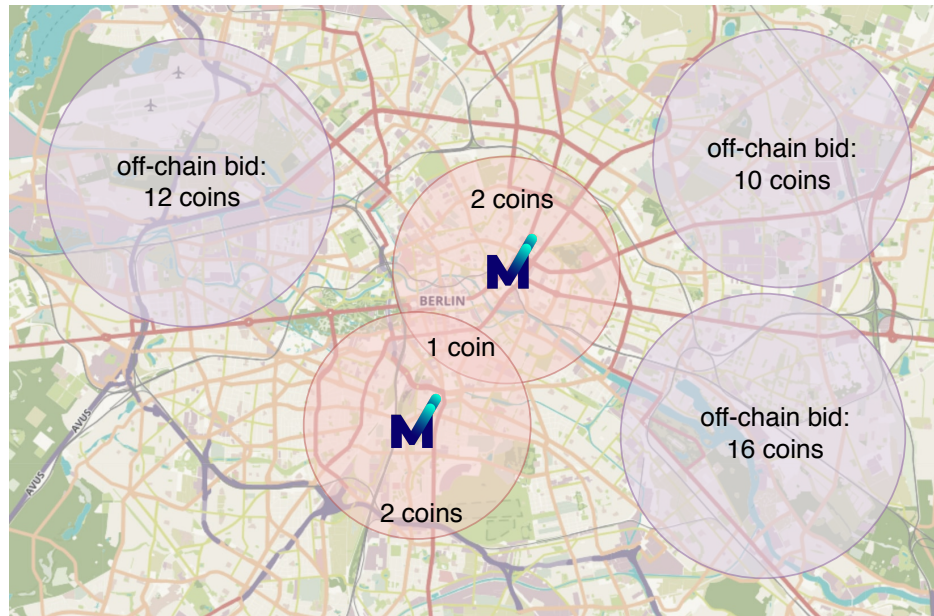 off-chain bid:
12 coins
off-chain bid:
10 coins
2 coins
M
BERLIN
1 coin
M
off-chain bid:
16 coins
AVUS
AVUS
2 coins